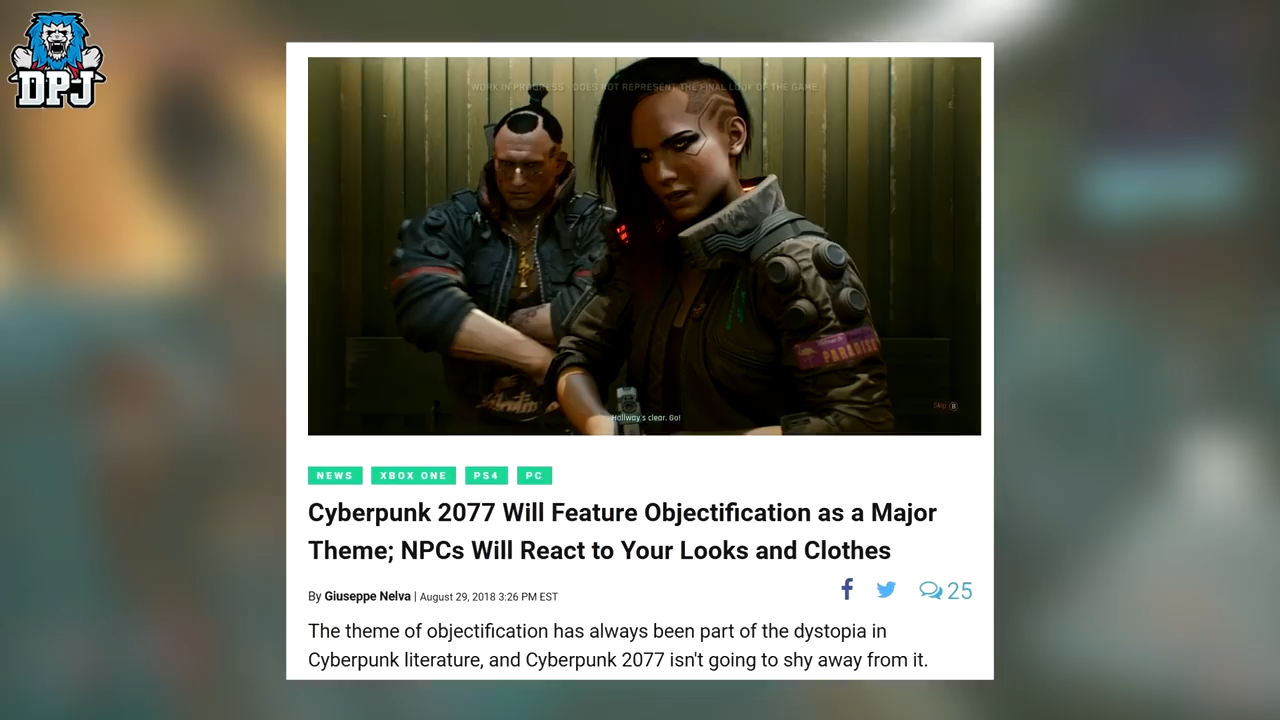 DPJ
WORK IN PROGRESS - DOES NOT REPRESENT THE FINAL LOOK OF THE GAME.
PARADISE
Skip B
Hallway's clear. Go!
NEWS XBOX ONE PS4 PC
Cyberpunk 2077 Will Feature Objectification as a Major
Theme; NPCs Will React to Your Looks and Clothes
By Giuseppe Nelva | August 29, 2018 3:26 PM EST
25
The theme of objectification has always been part of the dystopia in
Cyberpunk literature, and Cyberpunk 2077 isn't going to shy away from it.